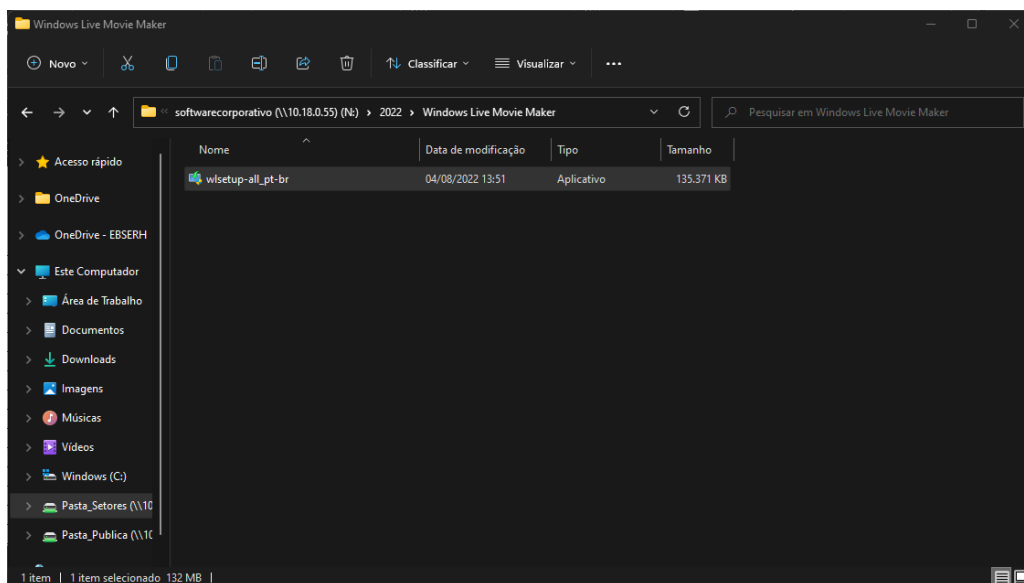 Windows Live Movie Maker
Novo Classificar Visualizar
softwarecorporativo (\\10.18.0.55) (N:) 2022 Windows Live Movie Maker Pesquisar em Windows Live Movie Maker
Nome Data de modificação Tipo Tamanho
wlsetup-all_pt-br 04/08/2022 13:51 Aplicativo 135.371 KB
Acesso rápido
OneDrive
OneDrive - EBSERH
Este Computador
Área de Trabalho
Documentos
Downloads
Imagens
Músicas
Vídeos
Windows (C:)
Pasta_Setores (\\10
Pasta_Publica (\\10
1 item | 1 item selecionado 132 MB |